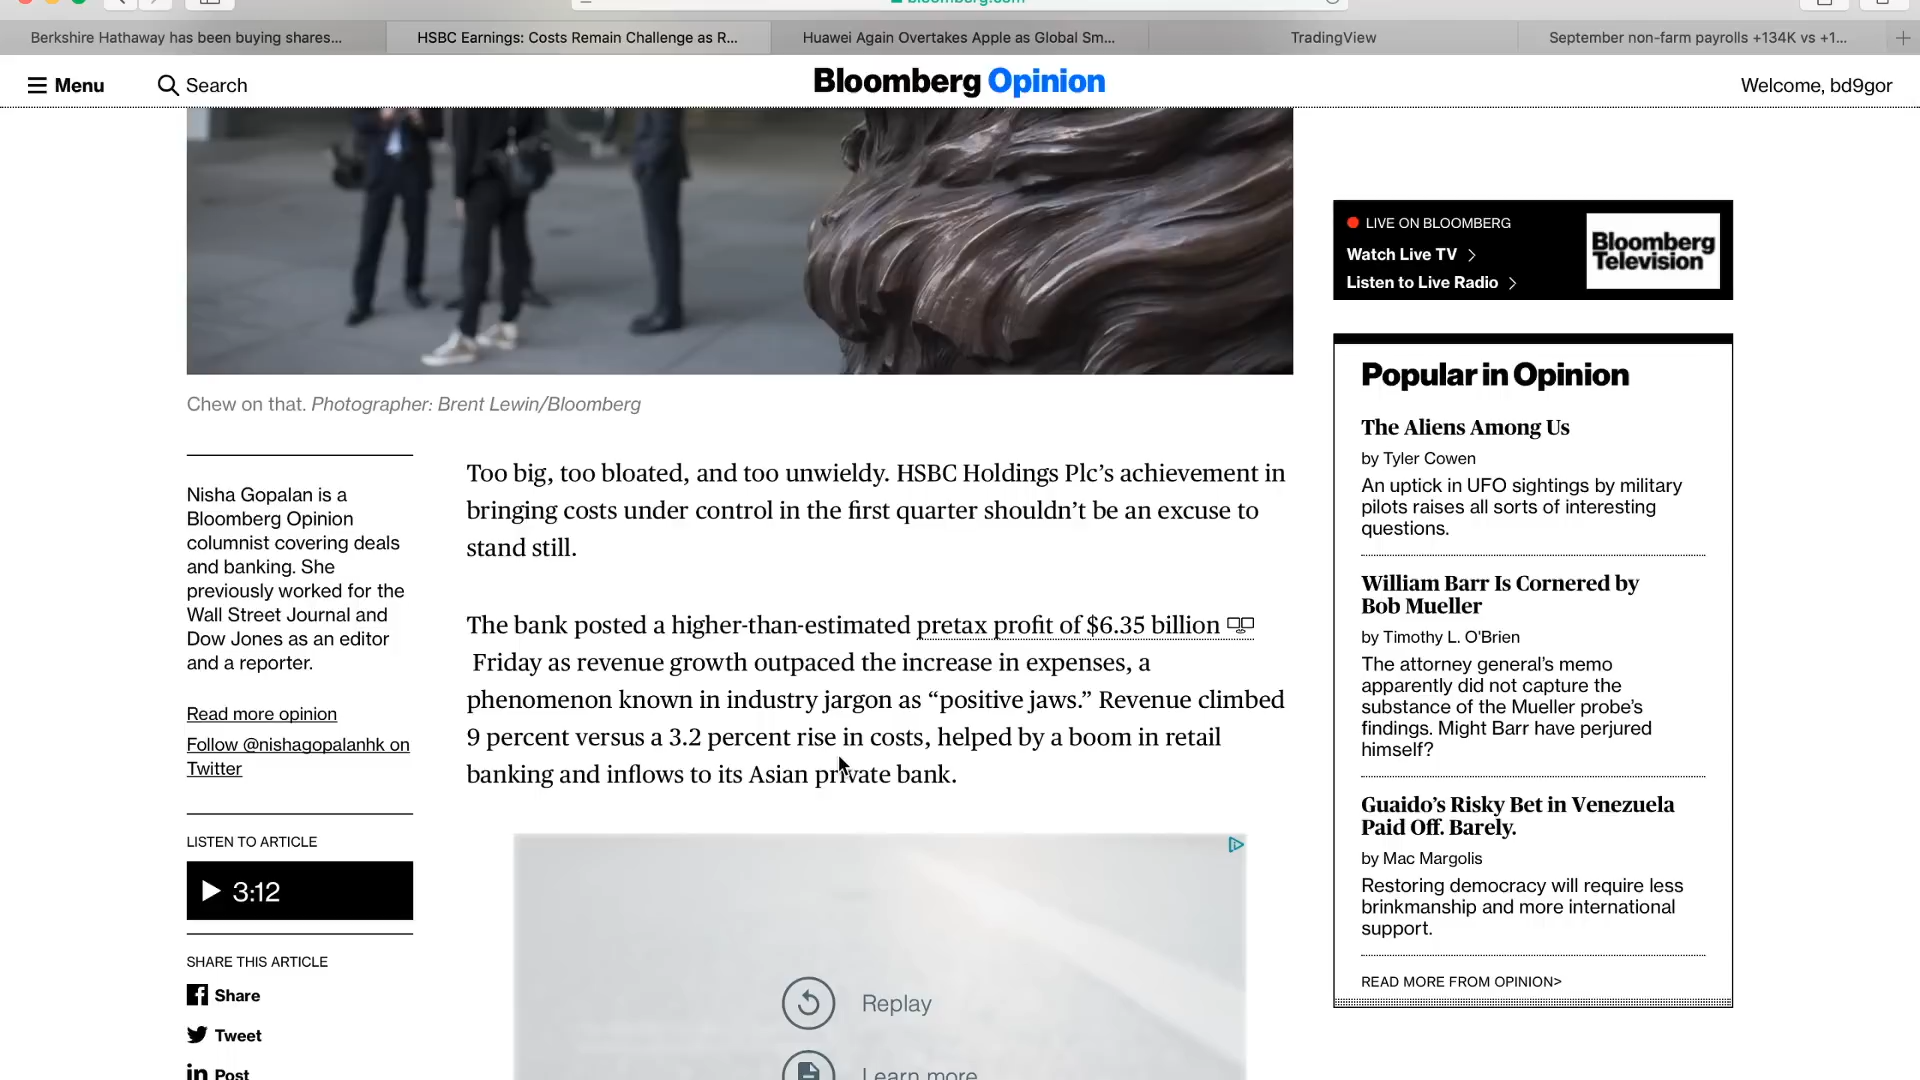 Berkshire Hathaway has been buying shares...
HSBC Earnings: Costs Remain Challenge as R...
Huawei Again Overtakes Apple as Global Sm...
TradingView
September non-farm payrolls +134K vs +1...
Menu
Search
Bloomberg Opinion
Welcome, bd9gor
Chew on that. Photographer: Brent Lewin/Bloomberg
Nisha Gopalan is a
Bloomberg Opinion
columnist covering deals
and banking. She
previously worked for the
Wall Street Journal and
Dow Jones as an editor
and a reporter.
Read more opinion
Follow @nishagopalanhk on
Twitter
LISTEN TO ARTICLE
3:12
SHARE THIS ARTICLE
Share
Tweet
Post
Too big, too bloated, and too unwieldy. HSBC Holdings Plc’s achievement in
bringing costs under control in the first quarter shouldn’t be an excuse to
stand still.
The bank posted a higher-than-estimated pretax profit of $6.35 billion
Friday as revenue growth outpaced the increase in expenses, a
phenomenon known in industry jargon as “positive jaws.” Revenue climbed
9 percent versus a 3.2 percent rise in costs, helped by a boom in retail
banking and inflows to its Asian private bank.
Replay
Learn more
LIVE ON BLOOMBERG
Watch Live TV
Listen to Live Radio
Bloomberg
Television
Popular in Opinion
The Aliens Among Us
by Tyler Cowen
An uptick in UFO sightings by military
pilots raises all sorts of interesting
questions.
William Barr Is Cornered by
Bob Mueller
by Timothy L. O'Brien
The attorney general’s memo
apparently did not capture the
substance of the Mueller probe’s
findings. Might Barr have perjured
himself?
Guaido’s Risky Bet in Venezuela
Paid Off. Barely.
by Mac Margolis
Restoring democracy will require less
brinkmanship and more international
support.
READ MORE FROM OPINION>